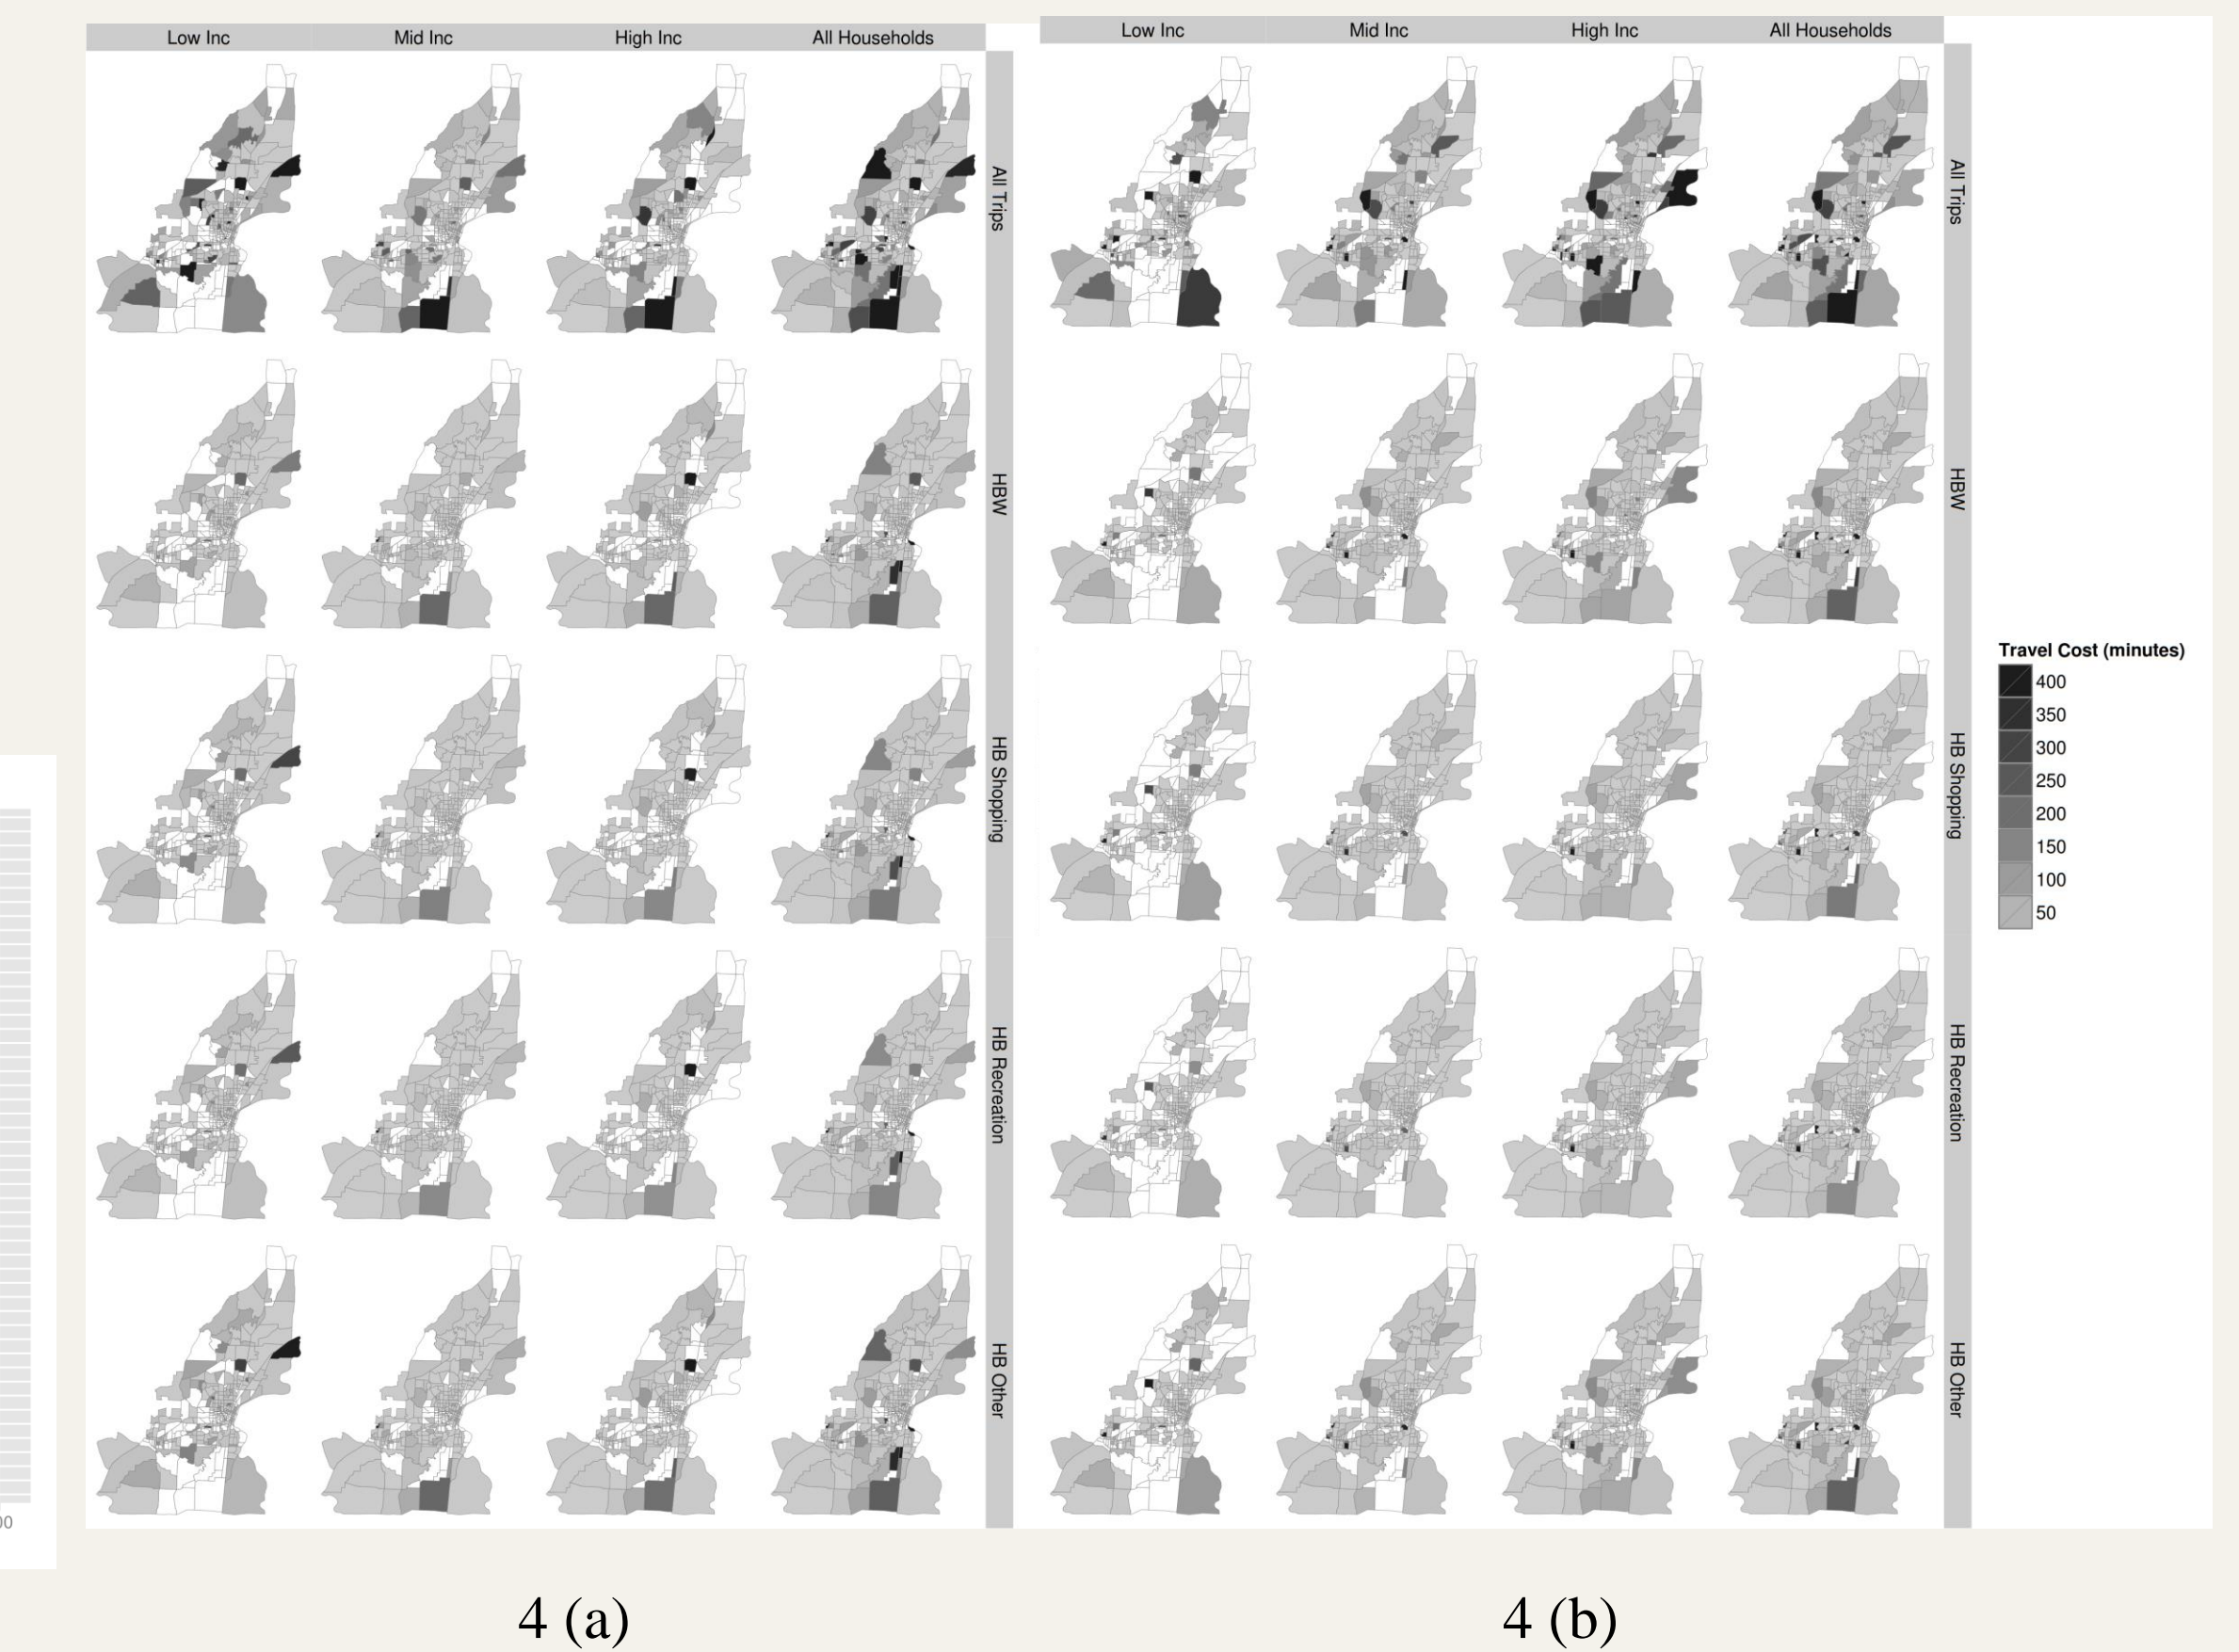 Low Inc Mid Inc High Inc All Households
All Trips
HBW
HB Shopping
HB Recreation
HB Other
Low Inc Mid Inc High Inc All Households
All Trips
HBW
HB Shopping
HB Recreation
HB Other
Travel Cost (minutes)
400
350
300
250
200
150
100
50
00
4 (a)
4 (b)